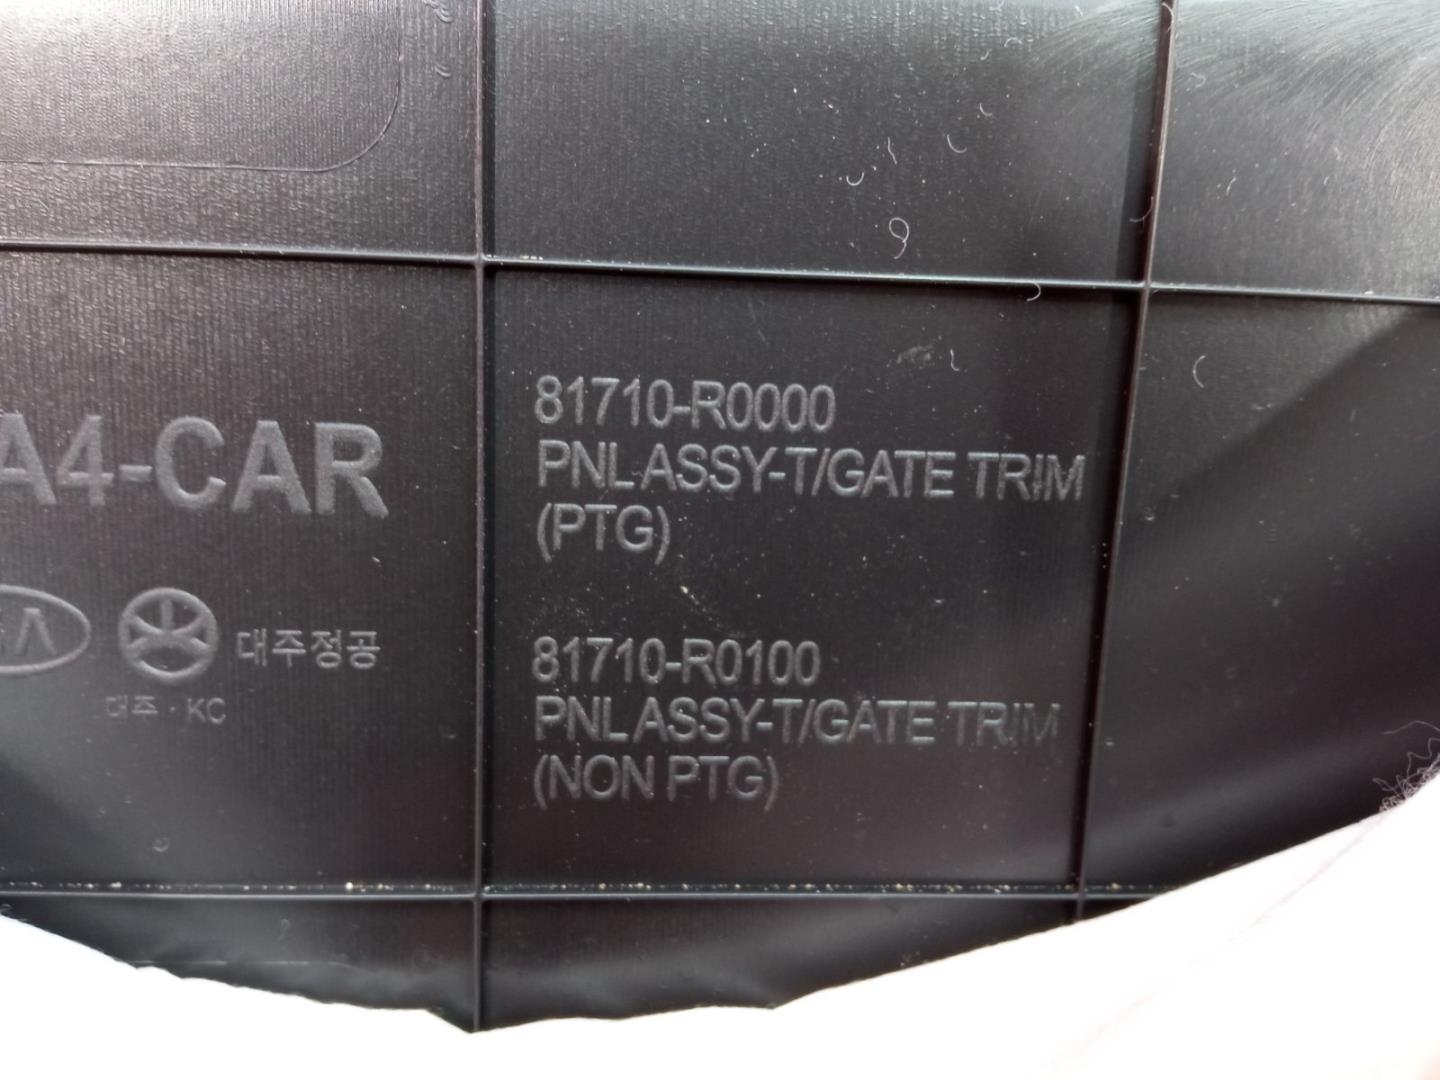 A4-CAR
대주정공
대주 · KC
81710-R0000
PNL ASSY-T/GATE TRIM
(PTG)
81710-R0100
PNL ASSY-T/GATE TRIM
(NON PTG)